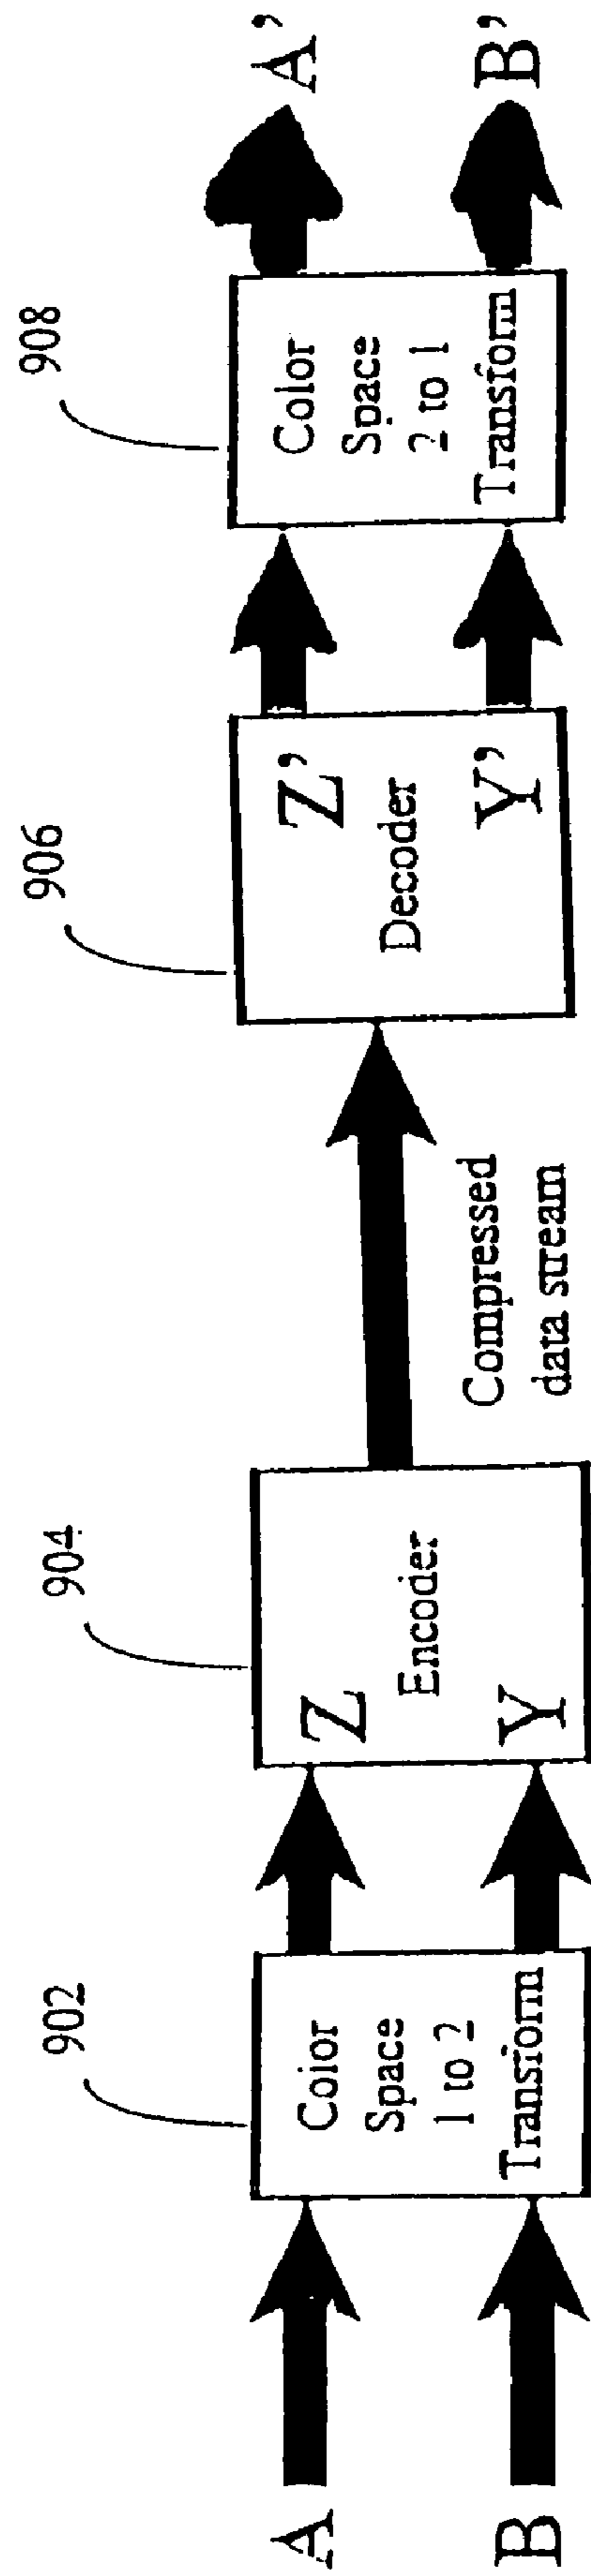 A
B
902
Color
Space
1 to 2
Transform
904
Z
Encoder
Y
Compressed
data stream
906
Z'
Decoder
Y'
908
Color
Space
2 to 1
Transform
A'
B'